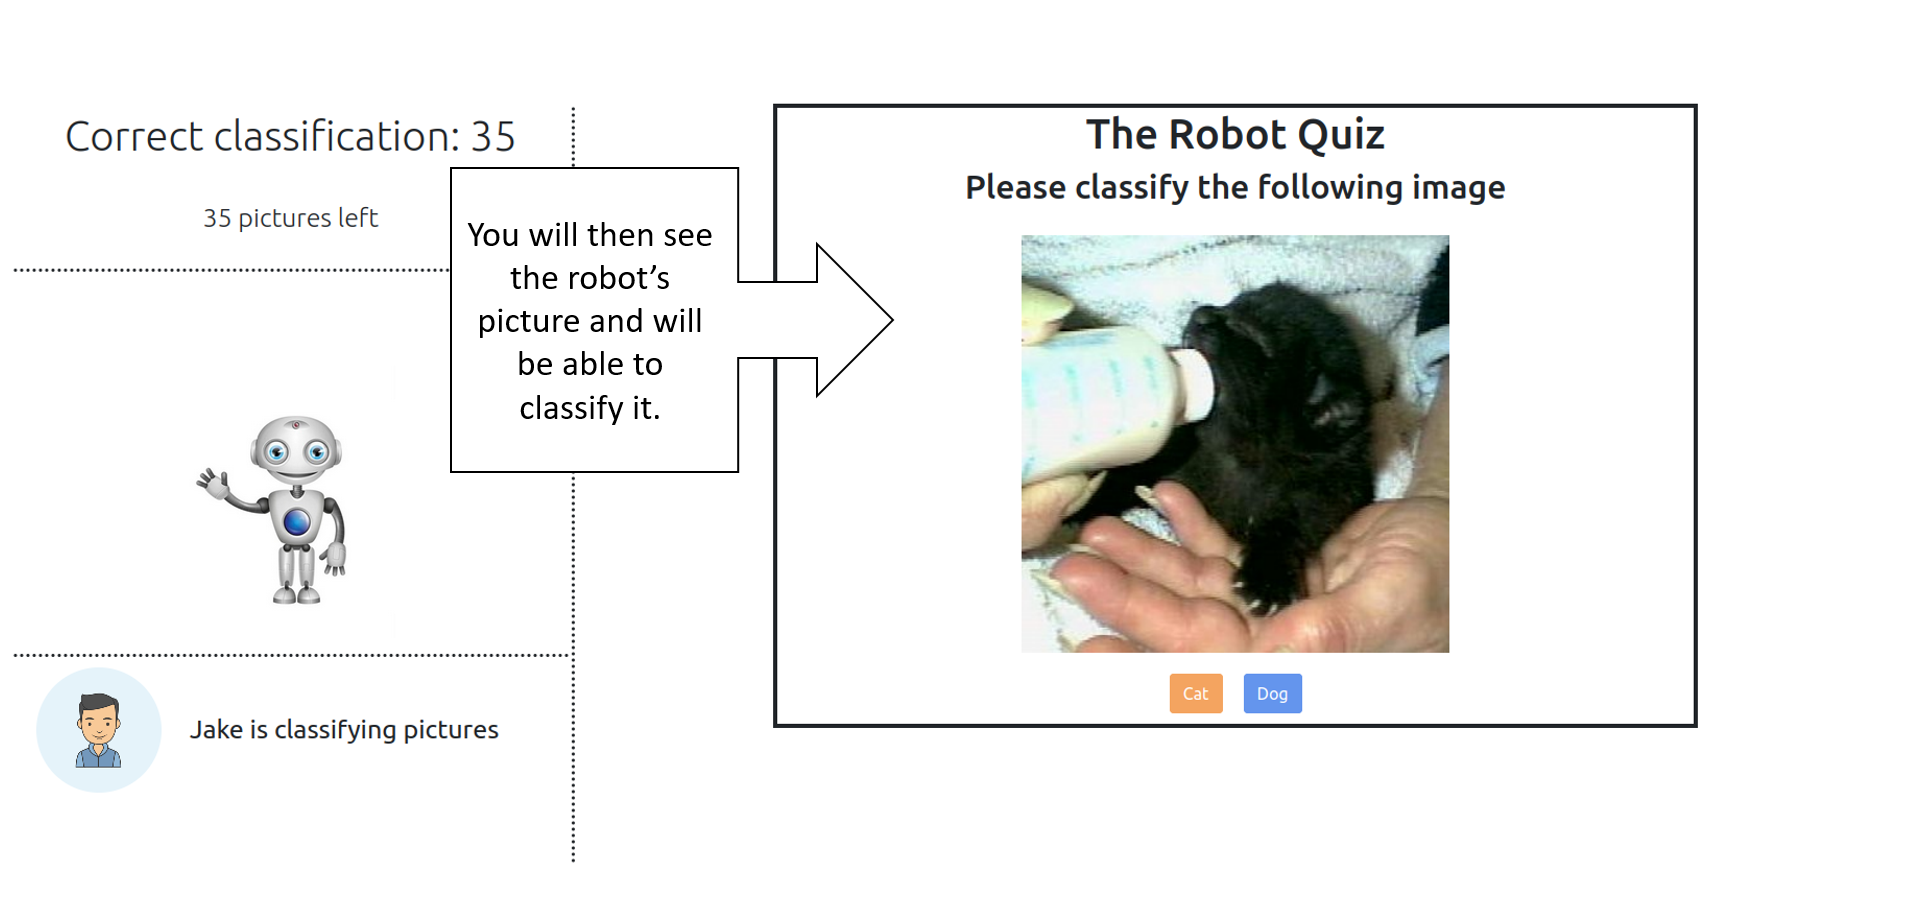 Correct classification: 35
35 pictures left
You will then see
the robot’s
picture and will
be able to
classify it.
Jake is classifying pictures
The Robot Quiz
Please classify the following image
Cat
Dog